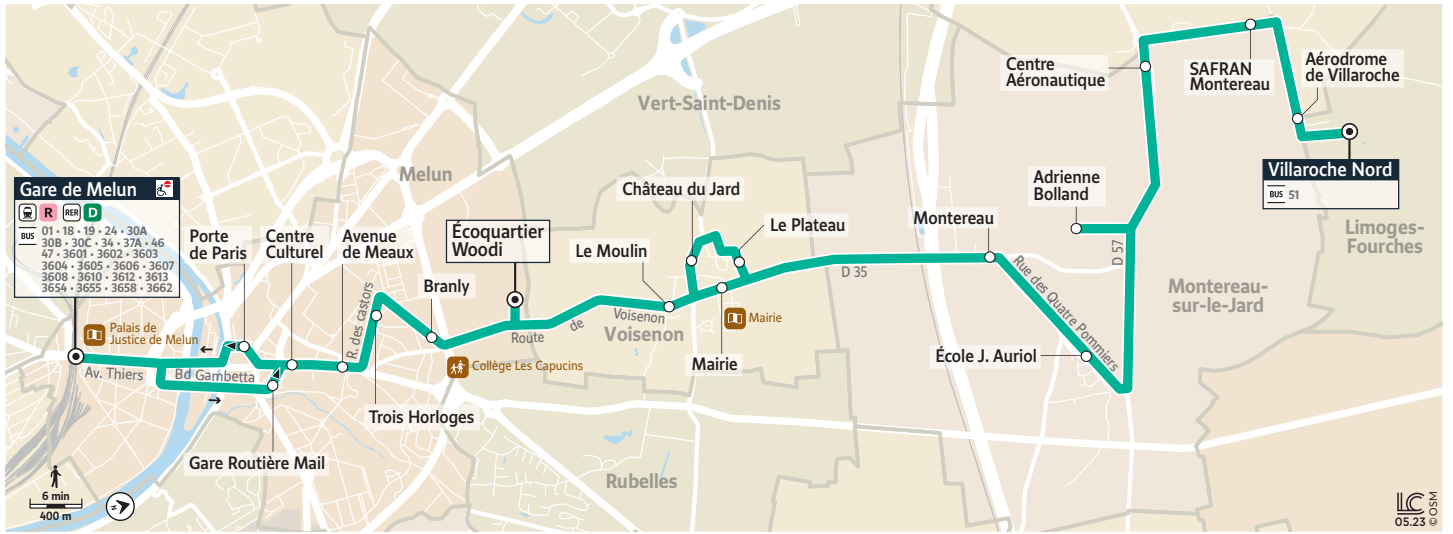 Vert-Saint-Denis
Centre
Aéronautique
SAFRAN
Montereau
Aérodrome
de Villaroche
Villaroche Nord
BUS 51
Melun
Gare de Melun
R RER D
BUS
01 • 18 • 19 • 24 • 30A
30B • 30C • 34 • 37A • 46
47 • 3601 • 3602 • 3603
3604 • 3605 • 3606 • 3607
3608 • 3610 • 3612 • 3613
3654 • 3655 • 3658 • 3662
Porte
de Paris
Centre
Culturel
Avenue
de Meaux
Écoquartier
Woodi
Château du Jard
Le Plateau
Le Moulin
Montereau
Adrienne
Bolland
Limoges-
Fourches
Branly
D 35
D 57
Rue des Quatre Pommiers
Montereau-
sur-le-Jard
R. des castors
Palais de
Justice de Melun
Route
de
Voisenon
Voisenon
Mairie
Mairie
École J. Auriol
Av. Thiers
Bd Gambetta
Collège Les Capucins
Trois Horloges
Gare Routière Mail
Rubelles
6 min
400 m
LC
05.23
© OSM